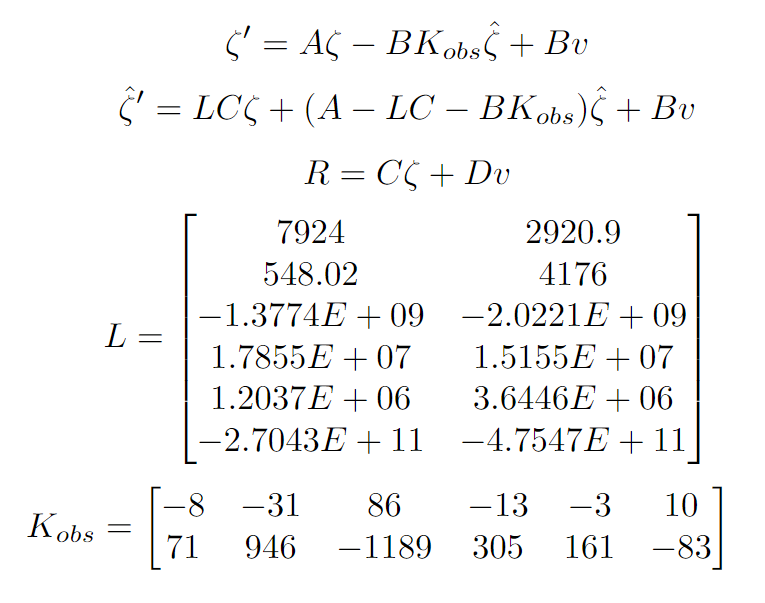 ζ′ = Aζ − BK_{obs}ζ̂ + Bv
ζ̂′ = LCζ + (A − LC − BK_{obs})ζ̂ + Bv
R = Cζ + Dv
L = [
7924 2920.9
548.02 4176
−1.3774E + 09 −2.0221E + 09
1.7855E + 07 1.5155E + 07
1.2037E + 06 3.6446E + 06
−2.7043E + 11 −4.7547E + 11
]
K_{obs} = [
−8 −31 86 −13 −3 10
71 946 −1189 305 161 −83
]